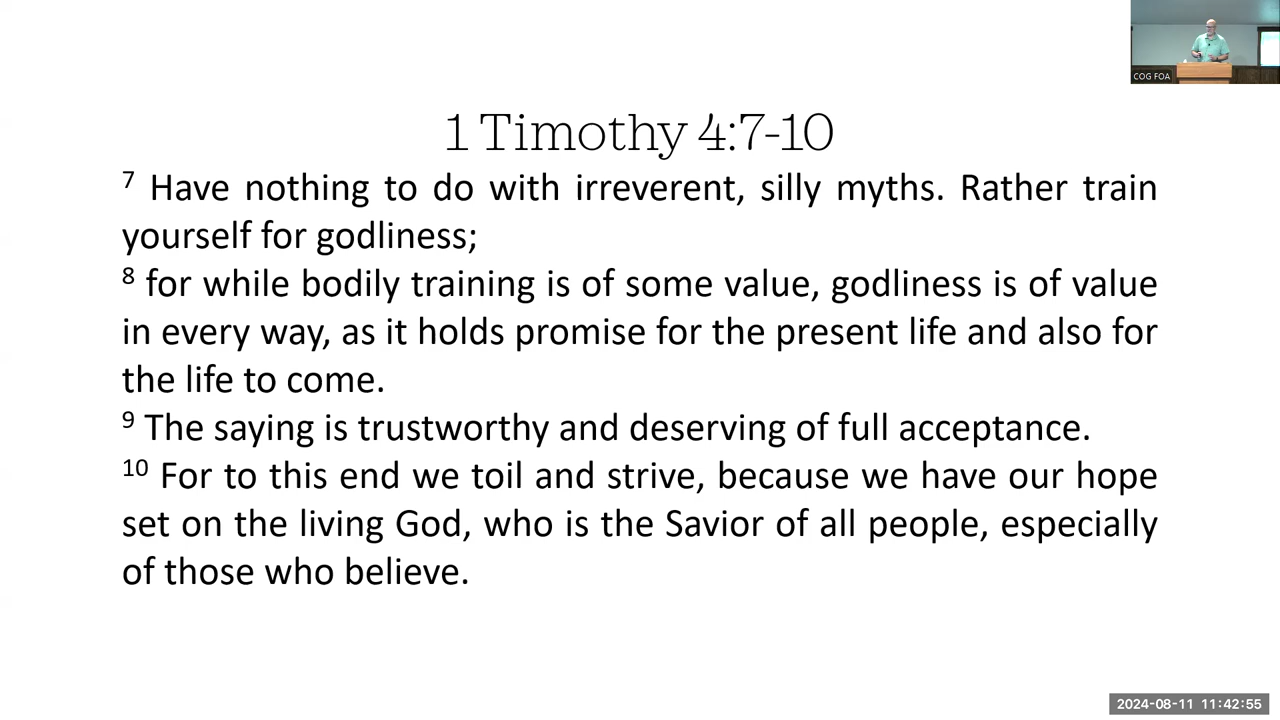 COG FOA
1 Timothy 4:7-10
7 Have nothing to do with irreverent, silly myths. Rather train
yourself for godliness;
8 for while bodily training is of some value, godliness is of value
in every way, as it holds promise for the present life and also for
the life to come.
9 The saying is trustworthy and deserving of full acceptance.
10 For to this end we toil and strive, because we have our hope
set on the living God, who is the Savior of all people, especially
of those who believe.
2024-08-11 11:42:55